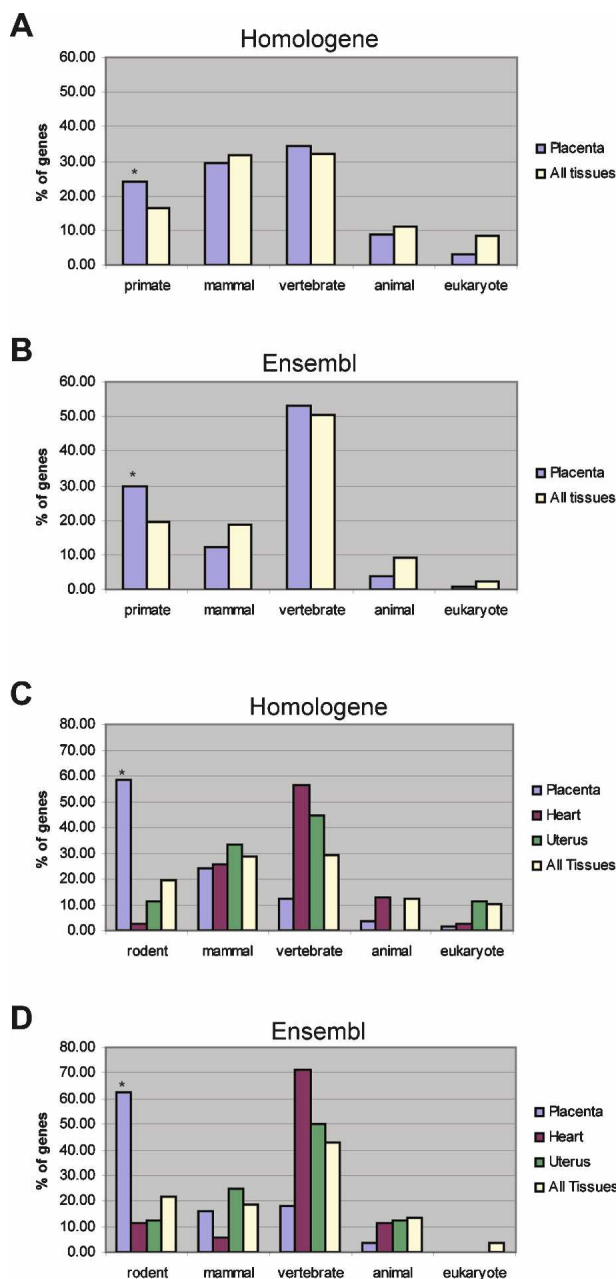 A
Homologene
60.00
50.00
40.00
30.00
20.00
10.00
0.00
% of genes
*
primate mammal vertebrate animal eukaryote
Placenta
All tissues
B
Ensembl
60.00
50.00
40.00
30.00
20.00
10.00
0.00
% of genes
*
primate mammal vertebrate animal eukaryote
Placenta
All tissues
C
Homologene
80.00
70.00
60.00
50.00
40.00
30.00
20.00
10.00
0.00
% of genes
*
rodent mammal vertebrate animal eukaryote
Placenta
Heart
Uterus
All Tissues
D
Ensembl
80.00
70.00
60.00
50.00
40.00
30.00
20.00
10.00
0.00
% of genes
*
rodent mammal vertebrate animal eukaryote
Placenta
Heart
Uterus
All Tissues